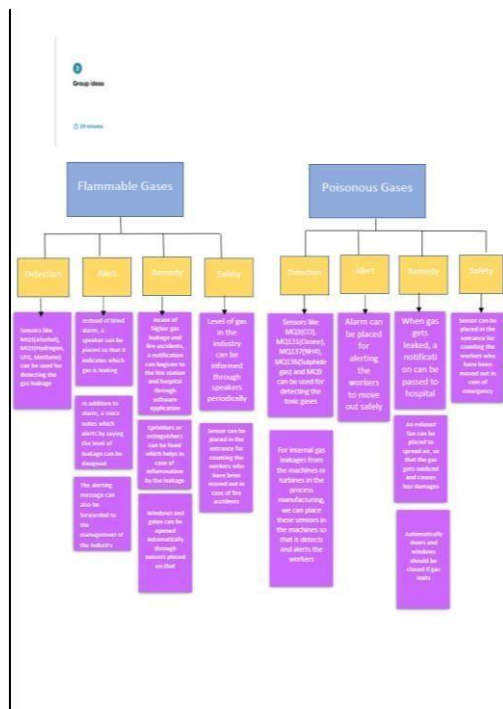 2
Group ideas
20 minutes
Flammable Gases
Poisonous Gases
Detection
Alers
Remedy
Safety
Detection
Alert
Remedy
Safety
Sensors like
MQ3(Alcohol),
LPG, Methane)
can be used for
detecting the
gas leakage
Instead of blind
alarm, a
speaker can be
placed so that it
indicates which
gas is leaking
In addition to
alarm, a voice
notes which
alerts by saying
the level of
leakage can be
The alerting
message can
also be
forwarded to
the
management of
the industry
Incase of
higher gas
leakage and
fire accidents,
a notification
can be given to
the fire station
and hospital
through
software
application
Sprinklers or
extinguishers
can be fixed
which helps in
case of
inflammation by
the leakage
Windows and
gates can be
opened
automatically
through
sensors placed
on that
Level of gas
in the
industry
can be
informed
through
speakers
periodically
Sensor can be
placed in the
entrance for
counting the
workers who
have been
moved out in
case of fire
accidents
Sensors like
MQ131(Ozone),
MQ136(Sulphide
gas) and MQ9
can be used for
detecting the
toxic gases
For internal gas
leakages from
the machines or
turbines in the
process
manufacturing,
we can place
these sensors in
the machines so
that it detects
and alerts the
workers
Alarm can
be placed
for
alerting
the
workers to
move out
safely
When gas
gets
leaked, a
notificati
on can be
passed to
hospital
An exhaust
fan can be
placed to
spread air, so
that the gas
gets
and causes
less damages
Automatically
doors and
windows
should be
closed if gas
leaks
Sensor can be
placed in the
entrance for
counting the
workers who
have been
moved out in
case of
emergency